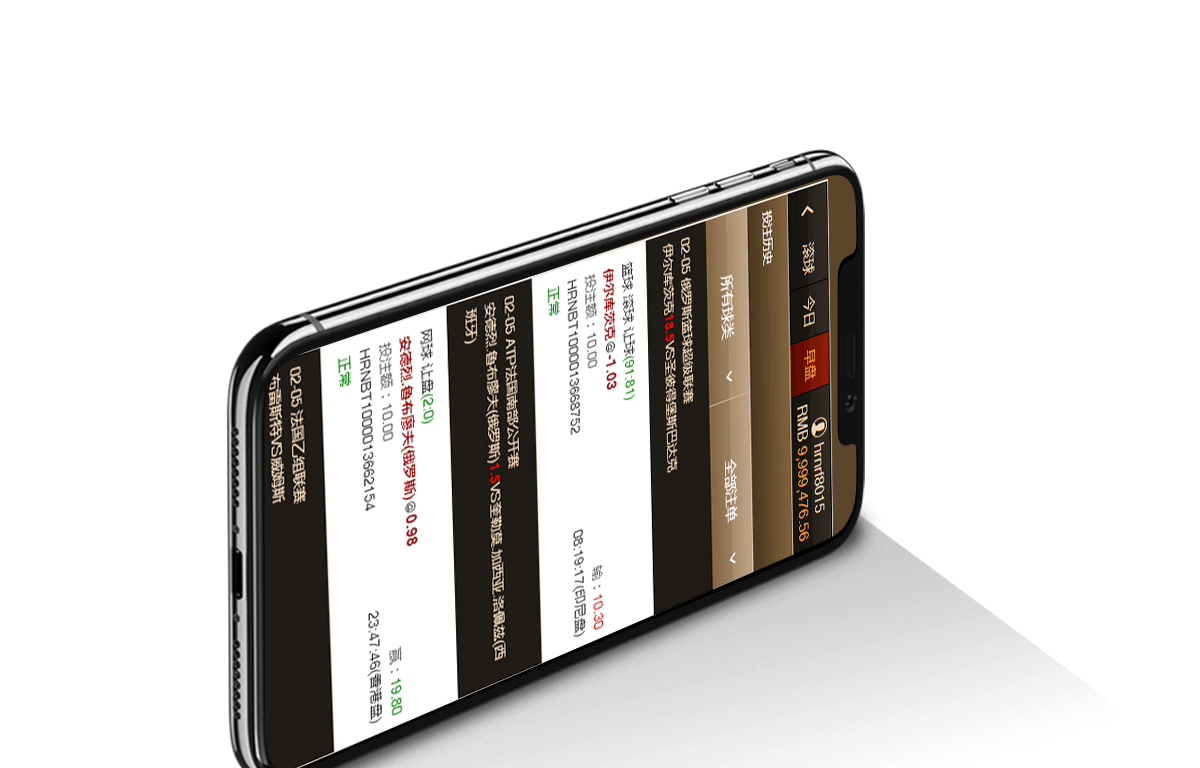 滚球 今日 早盘
hrnrf8015
RMB 9,999,476.56
投注历史
所有球类 全部注单
02-05 俄罗斯篮球超级联赛
伊尔库茨克18.5VS圣彼得堡斯巴达克
篮球 滚球 让球(91:81)
伊尔库茨克@-1.03
投注额：10.00 输：10.30
HRNBT1000013668752 08:19:17(印尼盘)
正常
02-05 ATP法国南部公开赛
安德烈.鲁布廖夫(俄罗斯)1.5VS奎勒莫.加西亚.洛佩兹(西
班牙)
网球 让盘(2:0)
安德烈.鲁布廖夫(俄罗斯)@0.98
投注额：10.00 赢：19.80
HRNBT1000013662154 23:47:46(香港盘)
正常
02-05 法国乙组联赛
布雷斯特VS兰姆斯